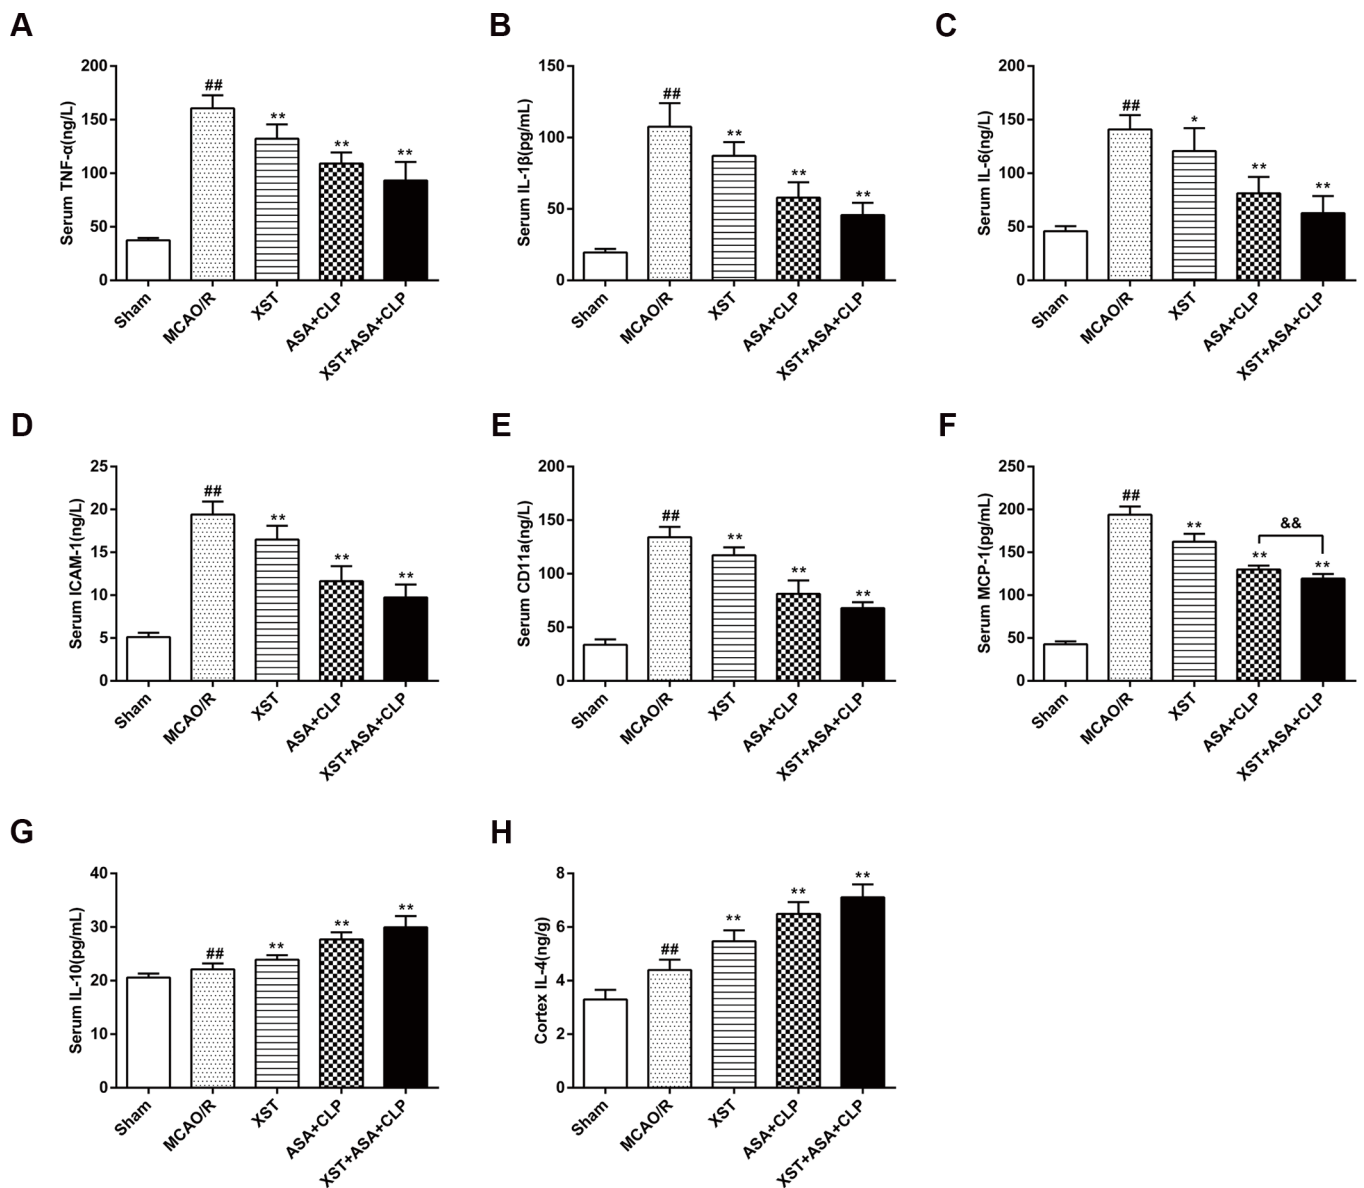 A
Serum TNF-α(ng/L)
200
150
100
50
0
##
**
**
**
Sham
MCAO/R
XST
ASA+CLP
XST+ASA+CLP
B
Serum IL-1β(pg/mL)
150
100
50
0
##
**
**
**
Sham
MCAO/R
XST
ASA+CLP
XST+ASA+CLP
C
Serum IL-6(ng/L)
200
150
100
50
0
##
*
**
**
Sham
MCAO/R
XST
ASA+CLP
XST+ASA+CLP
D
Serum ICAM-1(ng/L)
25
20
15
10
5
0
##
**
**
**
Sham
MCAO/R
XST
ASA+CLP
XST+ASA+CLP
E
Serum CD11a(ng/L)
200
150
100
50
0
##
**
**
**
Sham
MCAO/R
XST
ASA+CLP
XST+ASA+CLP
F
Serum MCP-1(pg/mL)
250
200
150
100
50
0
##
**
**
&&
**
Sham
MCAO/R
XST
ASA+CLP
XST+ASA+CLP
G
Serum IL-10(pg/mL)
40
30
20
10
0
##
**
**
**
Sham
MCAO/R
XST
ASA+CLP
XST+ASA+CLP
H
Cortex IL-4(ng/g)
8
6
4
2
0
##
**
**
**
Sham
MCAO/R
XST
ASA+CLP
XST+ASA+CLP